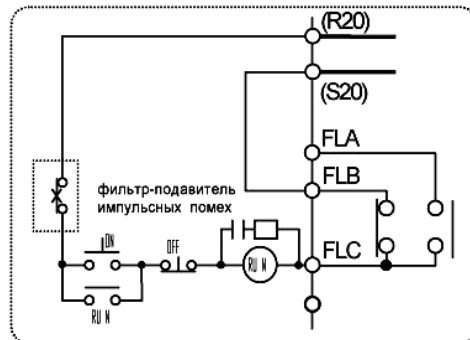 (R20)
(S20)
FLA
FLB
фильтр-подавитель
импульсных помех
ON
OFF
RUN
FLC
RUN